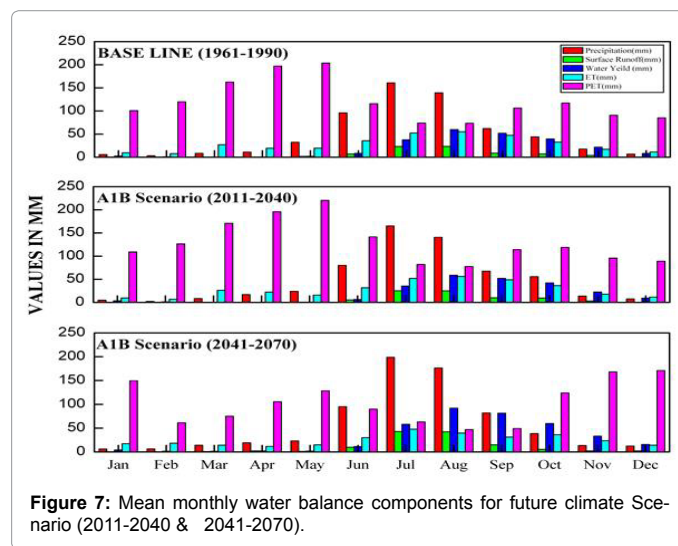 BASE LINE (1961-1990)
Precipitation(mm)
Surface Runoff(mm)
Water Yeild (mm)
ET(mm)
PET(mm)
250
200
150
100
50
0
A1B Scenario (2011-2040)
250
200
150
100
50
0
VALUES IN MM
A1B Scenario (2041-2070)
250
200
150
100
50
0
Jan Feb Mar Apr May Jun Jul Aug Sep Oct Nov Dec
Figure 7: Mean monthly water balance components for future climate Sce-
nario (2011-2040 & 2041-2070).